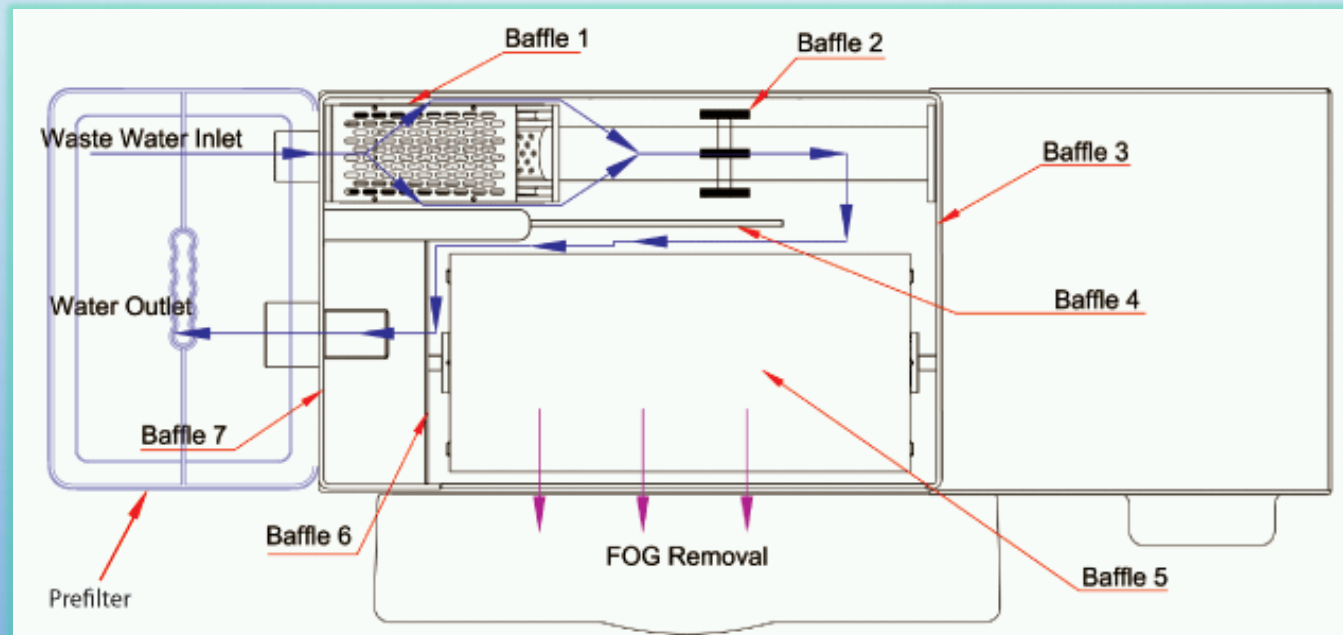 Baffle 1
Baffle 2
Waste Water Inlet
Baffle 3
Water Outlet
Baffle 4
Baffle 7
Baffle 6
FOG Removal
Baffle 5
Prefilter